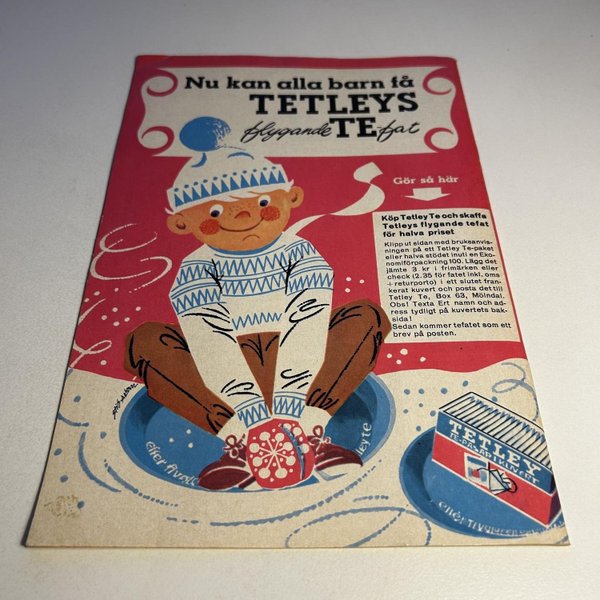 Nu kan alla barn få
TETLEYS
flygande TE-fat
Gör så här
Köp Tetley Te och skaffa
Tetleys flygande tefat
för halva priset
Klipp ut sidan med bruksanvis-
ningen på ett Tetley Te-paket
eller halva stödet inuti en Eko-
nomiförpackning 100. Lägg det
jämte 3 kr i frimärken eller
check (2.35 för fatet inkl. oms
+returporto) i ett slutet fran-
kerat kuvert och posta det till
Tetley Te, Box 63, Mölndal.
Obs! Texta Ert namn och ad-
ress tydligt på kuvertets bak-
sida!
Sedan kommer tefatet som ett
brev på posten.
TETLEY